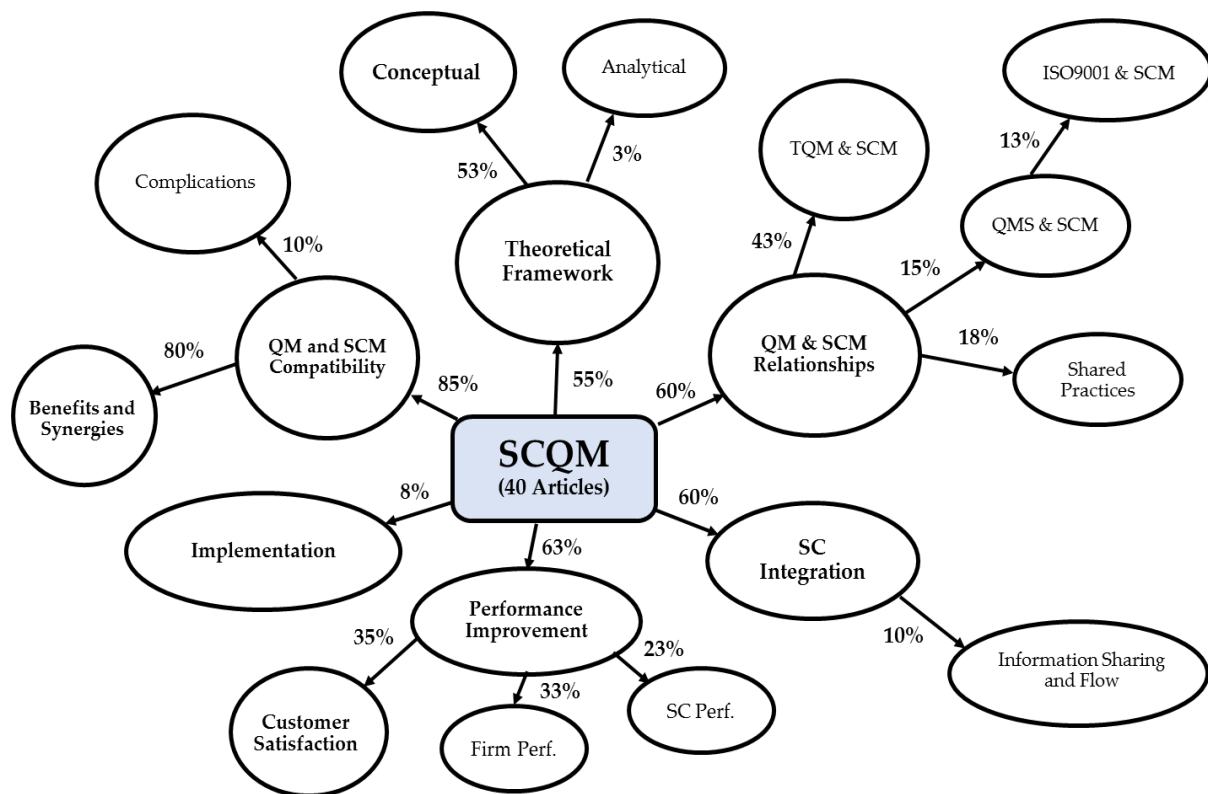 Conceptual
Analytical
ISO9001 & SCM
53%
3%
TQM & SCM
13%
Complications
QMS & SCM
10%
Theoretical
Framework
43%
15%
QM and SCM
Compatibility
80%
QM & SCM
Relationships
18%
Shared
Practices
Benefits and
Synergies
85%
55%
60%
SCQM
(40 Articles)
8%
60%
Implementation
63%
SC
Integration
Performance
Improvement
35%
23%
33%
10%
Information Sharing
and Flow
Customer
Satisfaction
Firm Perf.
SC Perf.